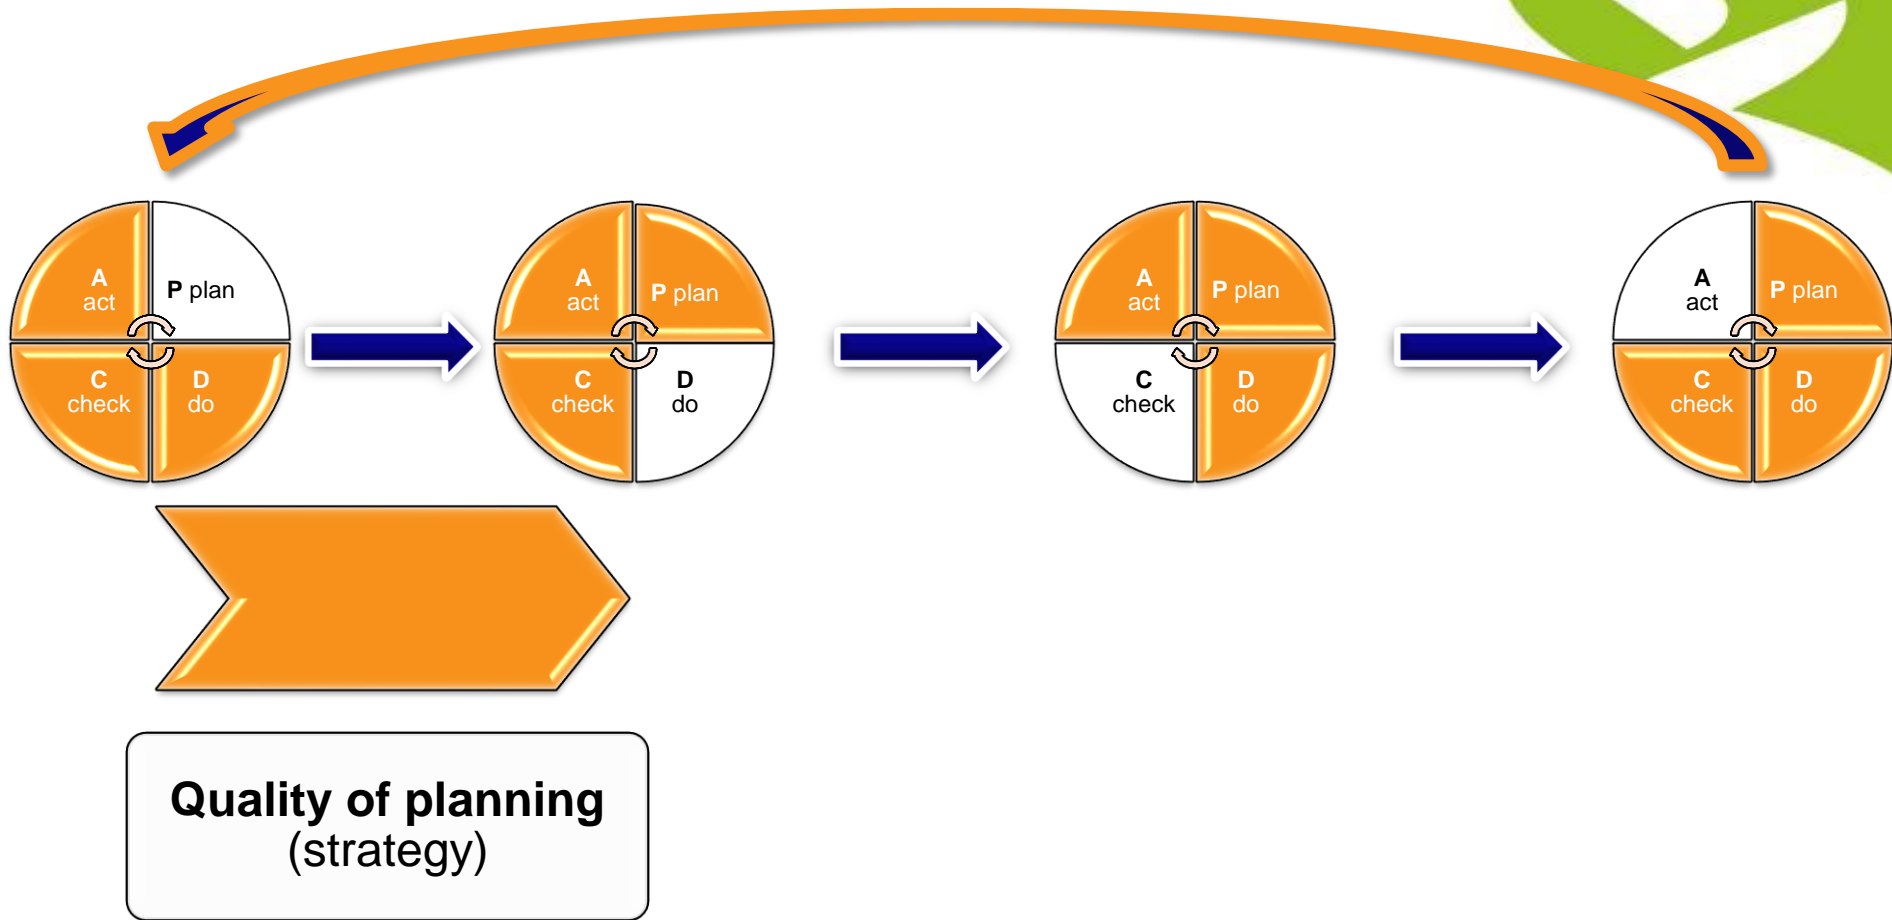 A
act
P plan
C
check
D
do
A
act
P plan
C
check
D
do
A
act
P plan
C
check
D
do
A
act
P plan
C
check
D
do
Quality of planning
(strategy)